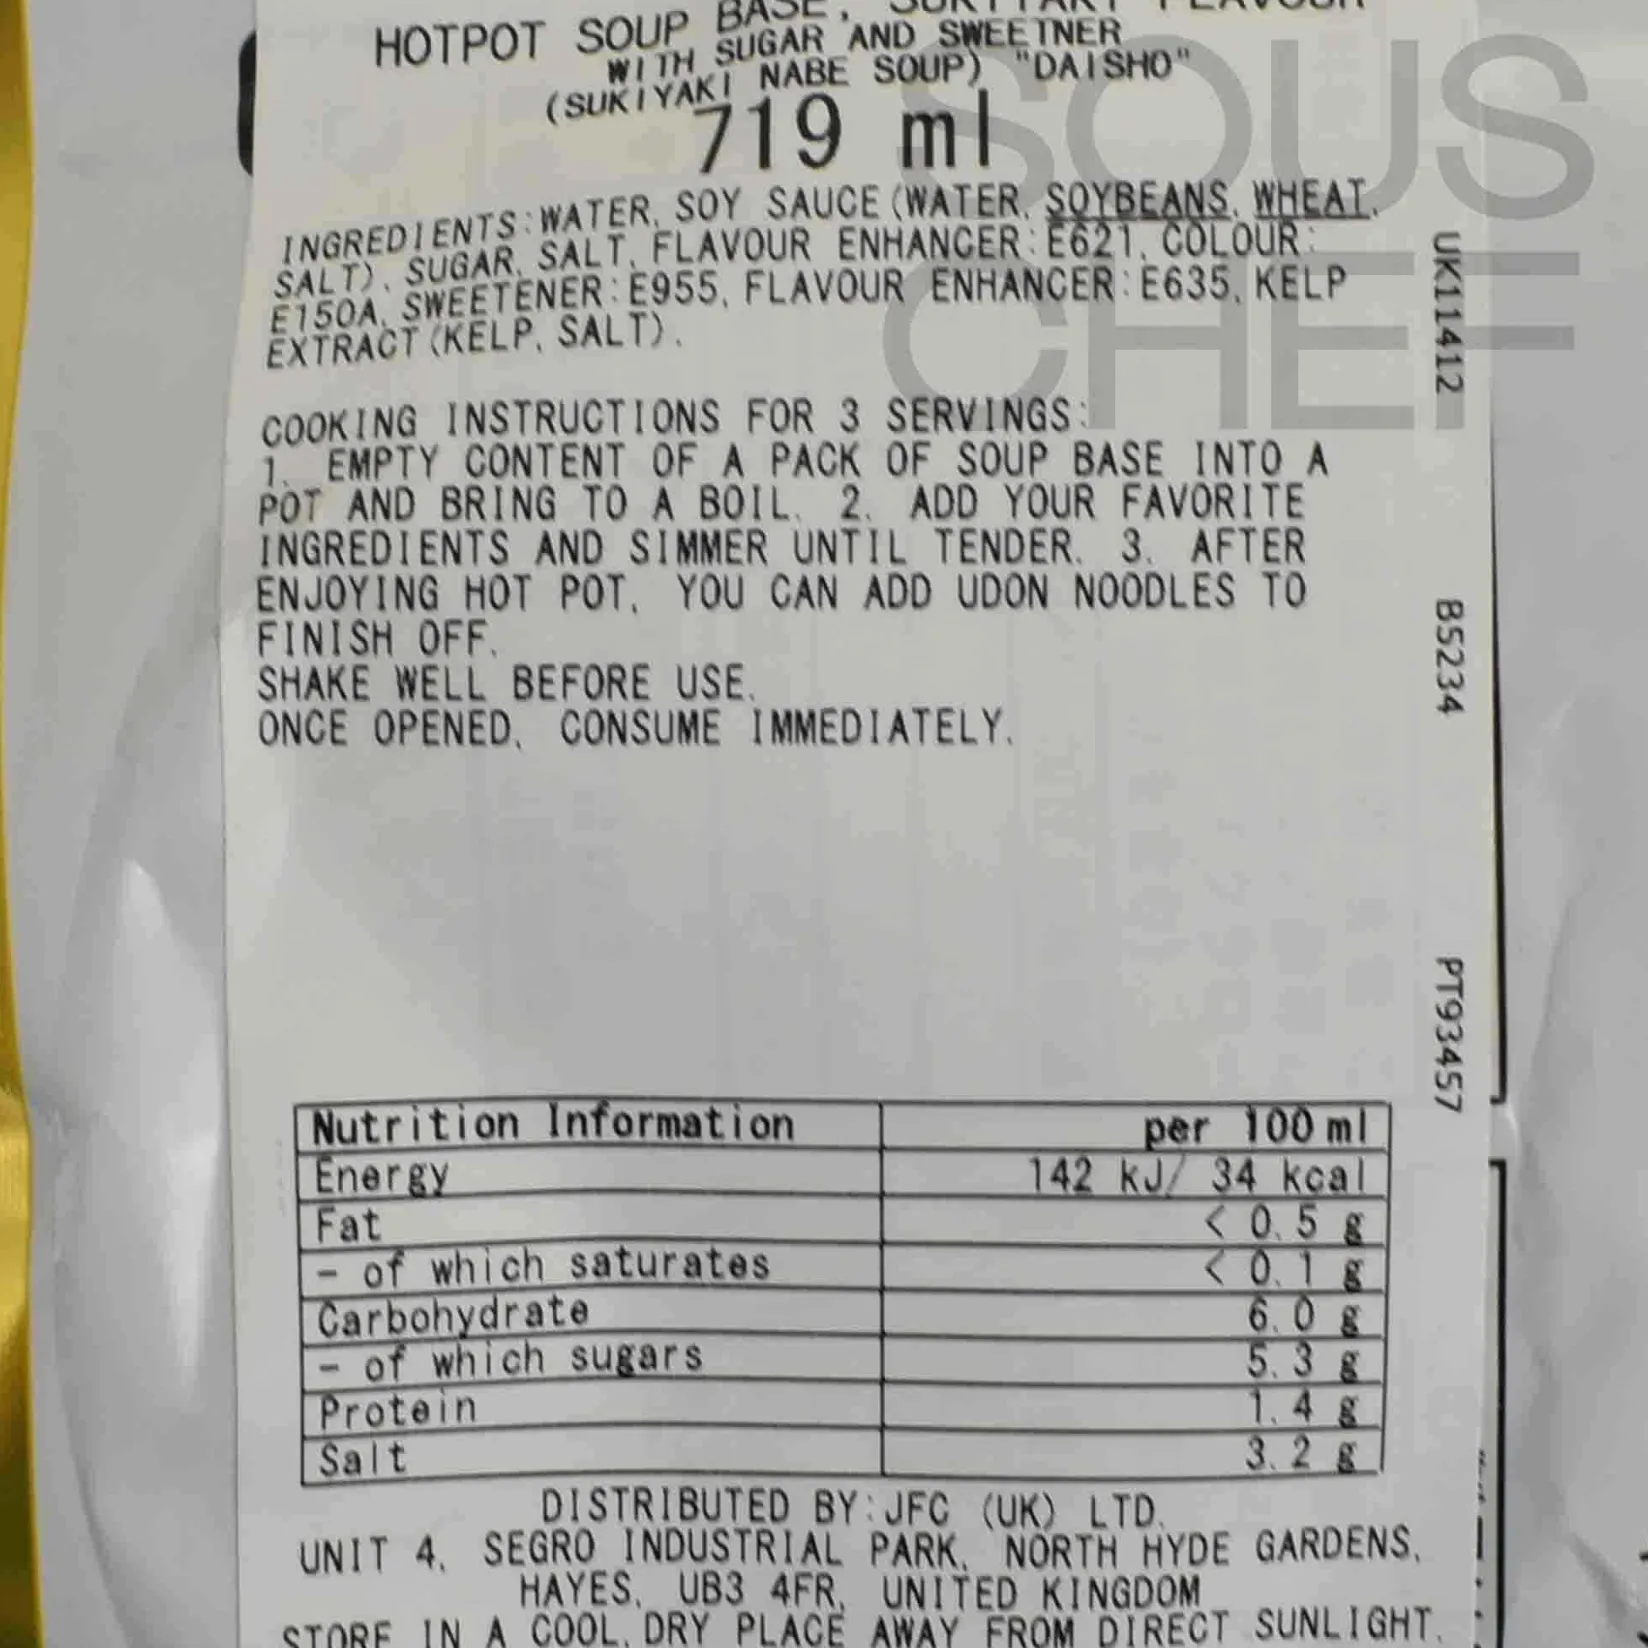 HOTPOT SOUP BASE, SUKIYAKI FLAVOUR
WITH SUGAR AND SWEETNER
(SUKIYAKI NABE SOUP) "DAISHO"
719 ml
INGREDIENTS:WATER, SOY SAUCE (WATER, SOYBEANS, WHEAT,
SALT), SUGAR, SALT, FLAVOUR ENHANCER:E621, COLOUR:
E150A, SWEETENER:E955, FLAVOUR ENHANCER:E635, KELP
EXTRACT (KELP, SALT).
COOKING INSTRUCTIONS FOR 3 SERVINGS:
1. EMPTY CONTENT OF A PACK OF SOUP BASE INTO A
POT AND BRING TO A BOIL. 2. ADD YOUR FAVORITE
INGREDIENTS AND SIMMER UNTIL TENDER. 3. AFTER
ENJOYING HOT POT, YOU CAN ADD UDON NOODLES TO
FINISH OFF.
SHAKE WELL BEFORE USE.
ONCE OPENED, CONSUME IMMEDIATELY.
Nutrition Information per 100ml
Energy 142 kJ/ 34 kcal
Fat < 0.5 g
- of which saturates < 0.1 g
Carbohydrate 6.0 g
- of which sugars 5.3 g
Protein 1.4 g
Salt 3.2 g
DISTRIBUTED BY:JFC (UK) LTD.
UNIT 4, SEGRO INDUSTRIAL PARK, NORTH HYDE GARDENS,
HAYES, UB3 4FR, UNITED KINGDOM
STORE IN A COOL, DRY PLACE AWAY FROM DIRECT SUNLIGHT.
UK11412
BS2234
PT93457
SOUS
CHEF